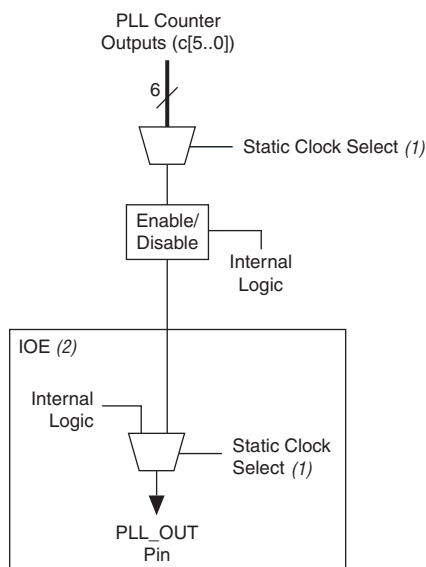 PLL Counter
Outputs (c[5..0])
6
Static Clock Select (1)
Enable/
Disable
Internal
Logic
IOE (2)
Internal
Logic
Static Clock
Select (1)
PLL_OUT
Pin